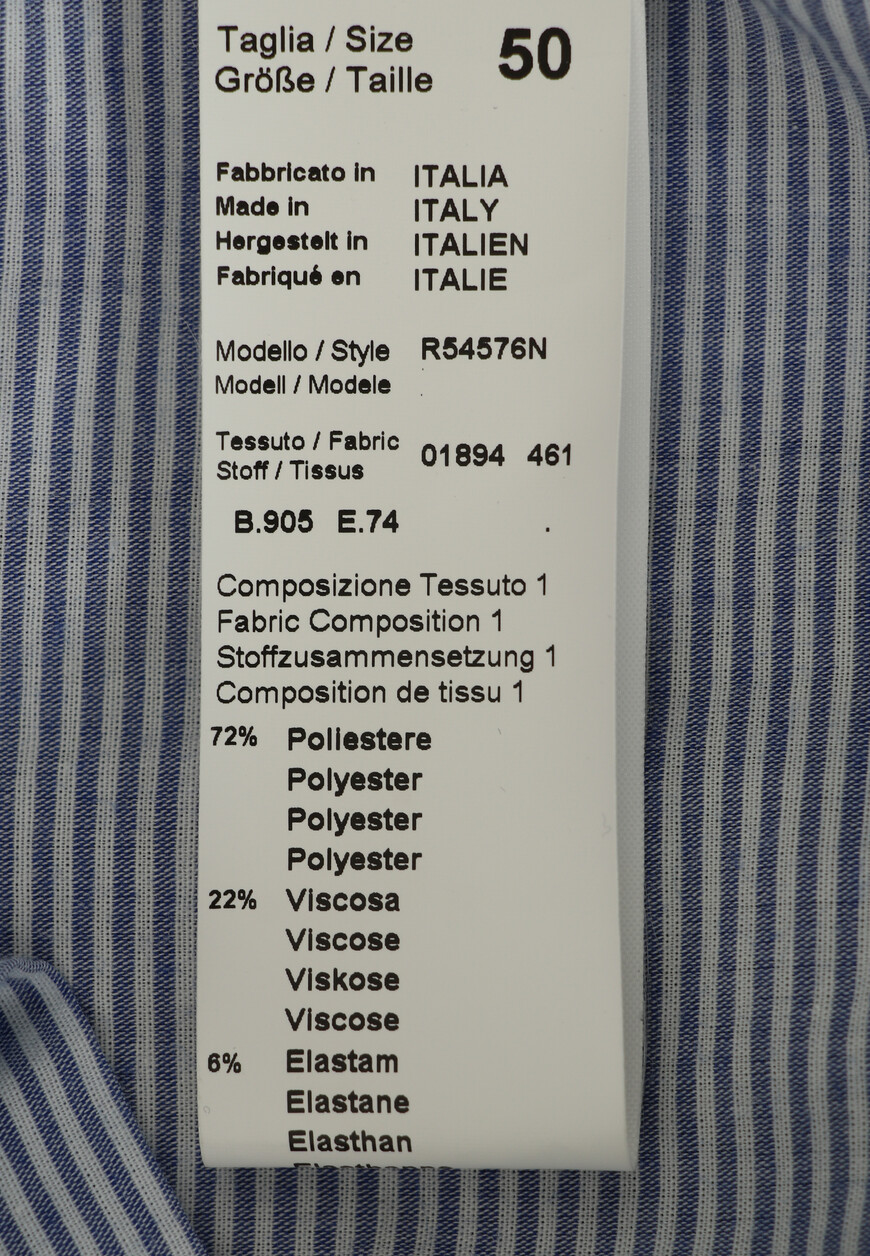 Taglia / Size 50
Größe / Taille
Fabbricato in ITALIA
Made in ITALY
Hergestelt in ITALIEN
Fabriqué en ITALIE
Modello / Style R54576N
Modell / Modele
Tessuto / Fabric 01894 461
Stoff / Tissus
B.905 E.74
Composizione Tessuto 1
Fabric Composition 1
Stoffzusammensetzung 1
Composition de tissu 1
72% Poliestere
Polyester
Polyester
Polyester
22% Viscosa
Viscose
Viskose
Viscose
6% Elastam
Elastane
Elasthan